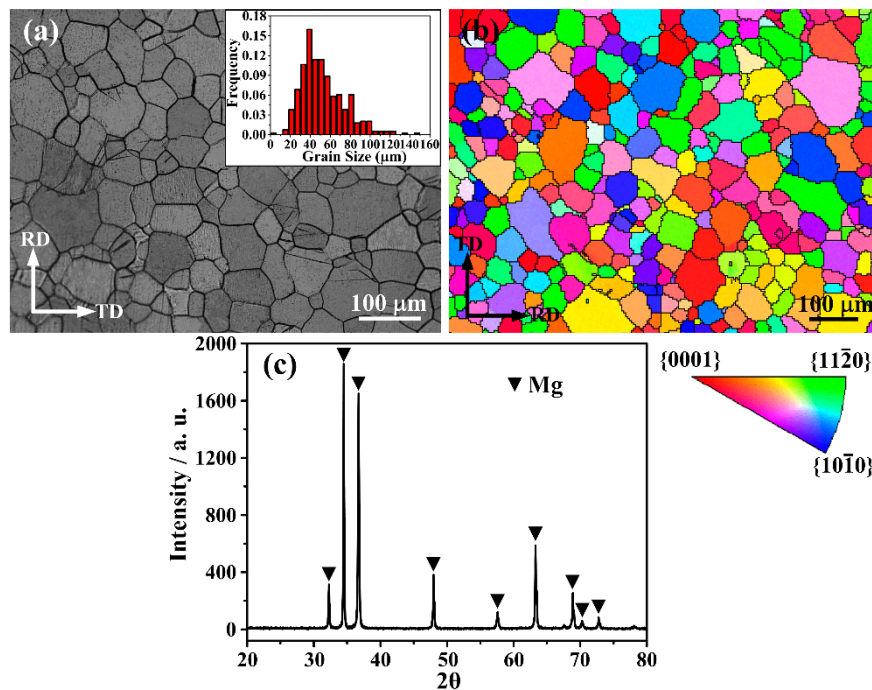 (a)
0.18
0.15
0.12
0.09
0.06
0.03
0.00
Frequency
0 20 40 60 80 100 120 140 160
Grain Size (μm)
RD
TD
100 μm
(b)
TD
RD
100 μm
(c)
▼ Mg
2000
1600
1200
800
400
0
Intensity / a. u.
20 30 40 50 60 70 80
2θ
{0001} {112̄0}
{101̄0}